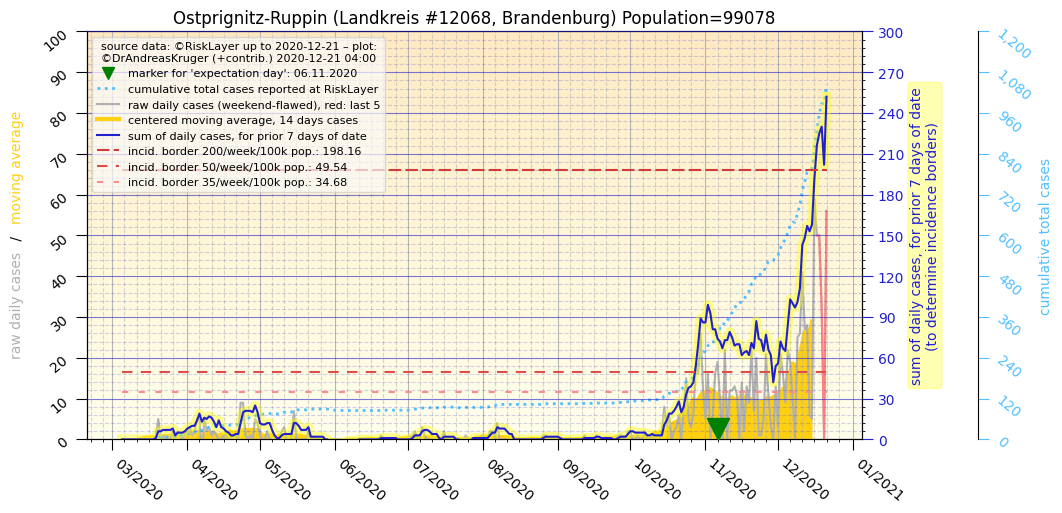 Ostprignitz-Ruppin (Landkreis #12068, Brandenburg) Population=99078
source data: ©RiskLayer up to 2020-12-21 – plot:
©DrAndreasKruger (+contrib.) 2020-12-21 04:00
marker for 'expectation day': 06.11.2020
cumulative total cases reported at RiskLayer
raw daily cases (weekend-flawed), red: last 5
centered moving average, 14 days cases
sum of daily cases, for prior 7 days of date
incid. border 200/week/100k pop.: 198.16
incid. border 50/week/100k pop.: 49.54
incid. border 35/week/100k pop.: 34.68
raw daily cases / moving average
100
90
80
70
60
50
40
30
20
10
0
03/2020
04/2020
05/2020
06/2020
07/2020
08/2020
09/2020
10/2020
11/2020
12/2020
01/2021
300
270
240
210
180
150
120
90
60
30
0
sum of daily cases, for prior 7 days of date
(to determine incidence borders)
1,200
1,080
960
840
720
600
480
360
240
120
0
cumulative total cases